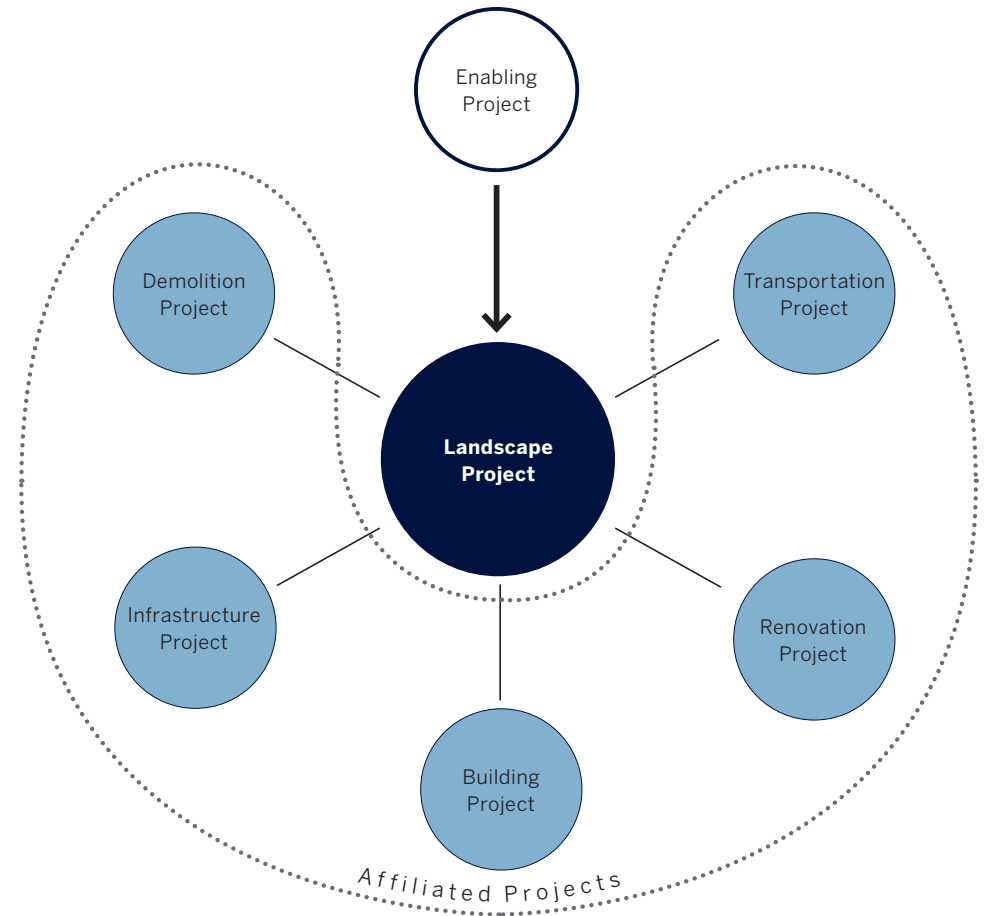 Enabling
Project
Demolition
Project
Transportation
Project
Landscape
Project
Infrastructure
Project
Renovation
Project
Building
Project
Affiliated Projects